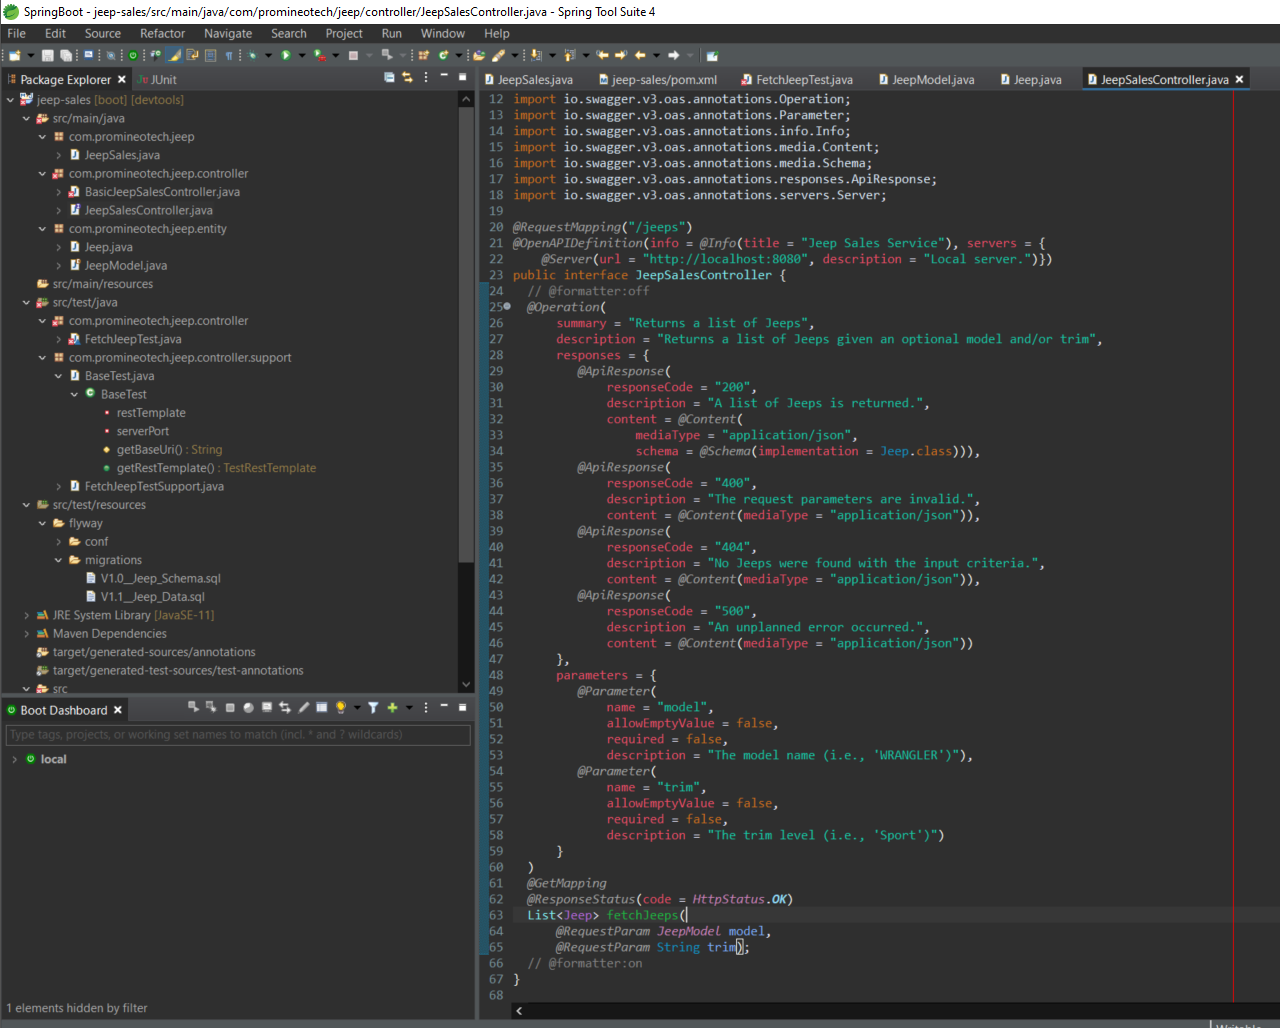 SpringBoot - jeep-sales/src/main/java/com/promineotech/jeep/controller/JeepSalesController.java - Spring Tool Suite 4
File Edit Source Refactor Navigate Search Project Run Window Help
Package Explorer
JUnit
jeep-sales [boot] [devtools]
src/main/java
com.promineotech.jeep
JeepSales.java
com.promineotech.jeep.controller
BasicJeepSalesController.java
JeepSalesController.java
com.promineotech.jeep.entity
Jeep.java
JeepModel.java
src/main/resources
src/test/java
com.promineotech.jeep.controller
FetchJeepTest.java
com.promineotech.jeep.controller.support
BaseTest.java
BaseTest
restTemplate
serverPort
getBaseUri() : String
getRestTemplate() : TestRestTemplate
FetchJeepTestSupport.java
src/test/resources
flyway
conf
migrations
V1.0__Jeep_Schema.sql
V1.1__Jeep_Data.sql
JRE System Library [JavaSE-11]
Maven Dependencies
target/generated-sources/annotations
target/generated-test-sources/test-annotations
src
Boot Dashboard
Type tags, projects, or working set names to match (incl. * and ? wildcards)
local
1 elements hidden by filter
JeepSales.java jeep-sales/pom.xml FetchJeepTest.java JeepModel.java Jeep.java JeepSalesController.java
12 import io.swagger.v3.oas.annotations.Operation;
13 import io.swagger.v3.oas.annotations.Parameter;
14 import io.swagger.v3.oas.annotations.info.Info;
15 import io.swagger.v3.oas.annotations.media.Content;
16 import io.swagger.v3.oas.annotations.media.Schema;
17 import io.swagger.v3.oas.annotations.responses.ApiResponse;
18 import io.swagger.v3.oas.annotations.servers.Server;
19
20 @RequestMapping("/jeeps")
21 @OpenAPIDefinition(info = @Info(title = "Jeep Sales Service"), servers = {
22 @Server(url = "http://localhost:8080", description = "Local server.")})
23 public interface JeepSalesController {
24 // @formatter:off
25 @Operation(
26 summary = "Returns a list of Jeeps",
27 description = "Returns a list of Jeeps given an optional model and/or trim",
28 responses = {
29 @ApiResponse(
30 responseCode = "200",
31 description = "A list of Jeeps is returned.",
32 content = @Content(
33 mediaType = "application/json",
34 schema = @Schema(implementation = Jeep.class))),
35 @ApiResponse(
36 responseCode = "400",
37 description = "The request parameters are invalid.",
38 content = @Content(mediaType = "application/json")),
39 @ApiResponse(
40 responseCode = "404",
41 description = "No Jeeps were found with the input criteria.",
42 content = @Content(mediaType = "application/json")),
43 @ApiResponse(
44 responseCode = "500",
45 description = "An unplanned error occurred.",
46 content = @Content(mediaType = "application/json"))
47 },
48 parameters = {
49 @Parameter(
50 name = "model",
51 allowEmptyValue = false,
52 required = false,
53 description = "The model name (i.e., 'WRANGLER')"),
54 @Parameter(
55 name = "trim",
56 allowEmptyValue = false,
57 required = false,
58 description = "The trim level (i.e., 'Sport')")
59 }
60 )
61 @GetMapping
62 @ResponseStatus(code = HttpStatus.OK)
63 List<Jeep> fetchJeeps(
64 @RequestParam JeepModel model,
65 @RequestParam String trim);
66 // @formatter:on
67 }
68